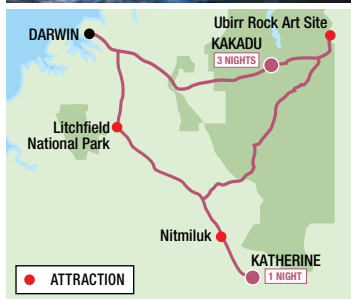 Ubirr Rock Art Site
DARWIN
KAKADU
3 NIGHTS
Litchfield
National Park
Nitmiluk
KATHERINE
1 NIGHT
ATTRACTION